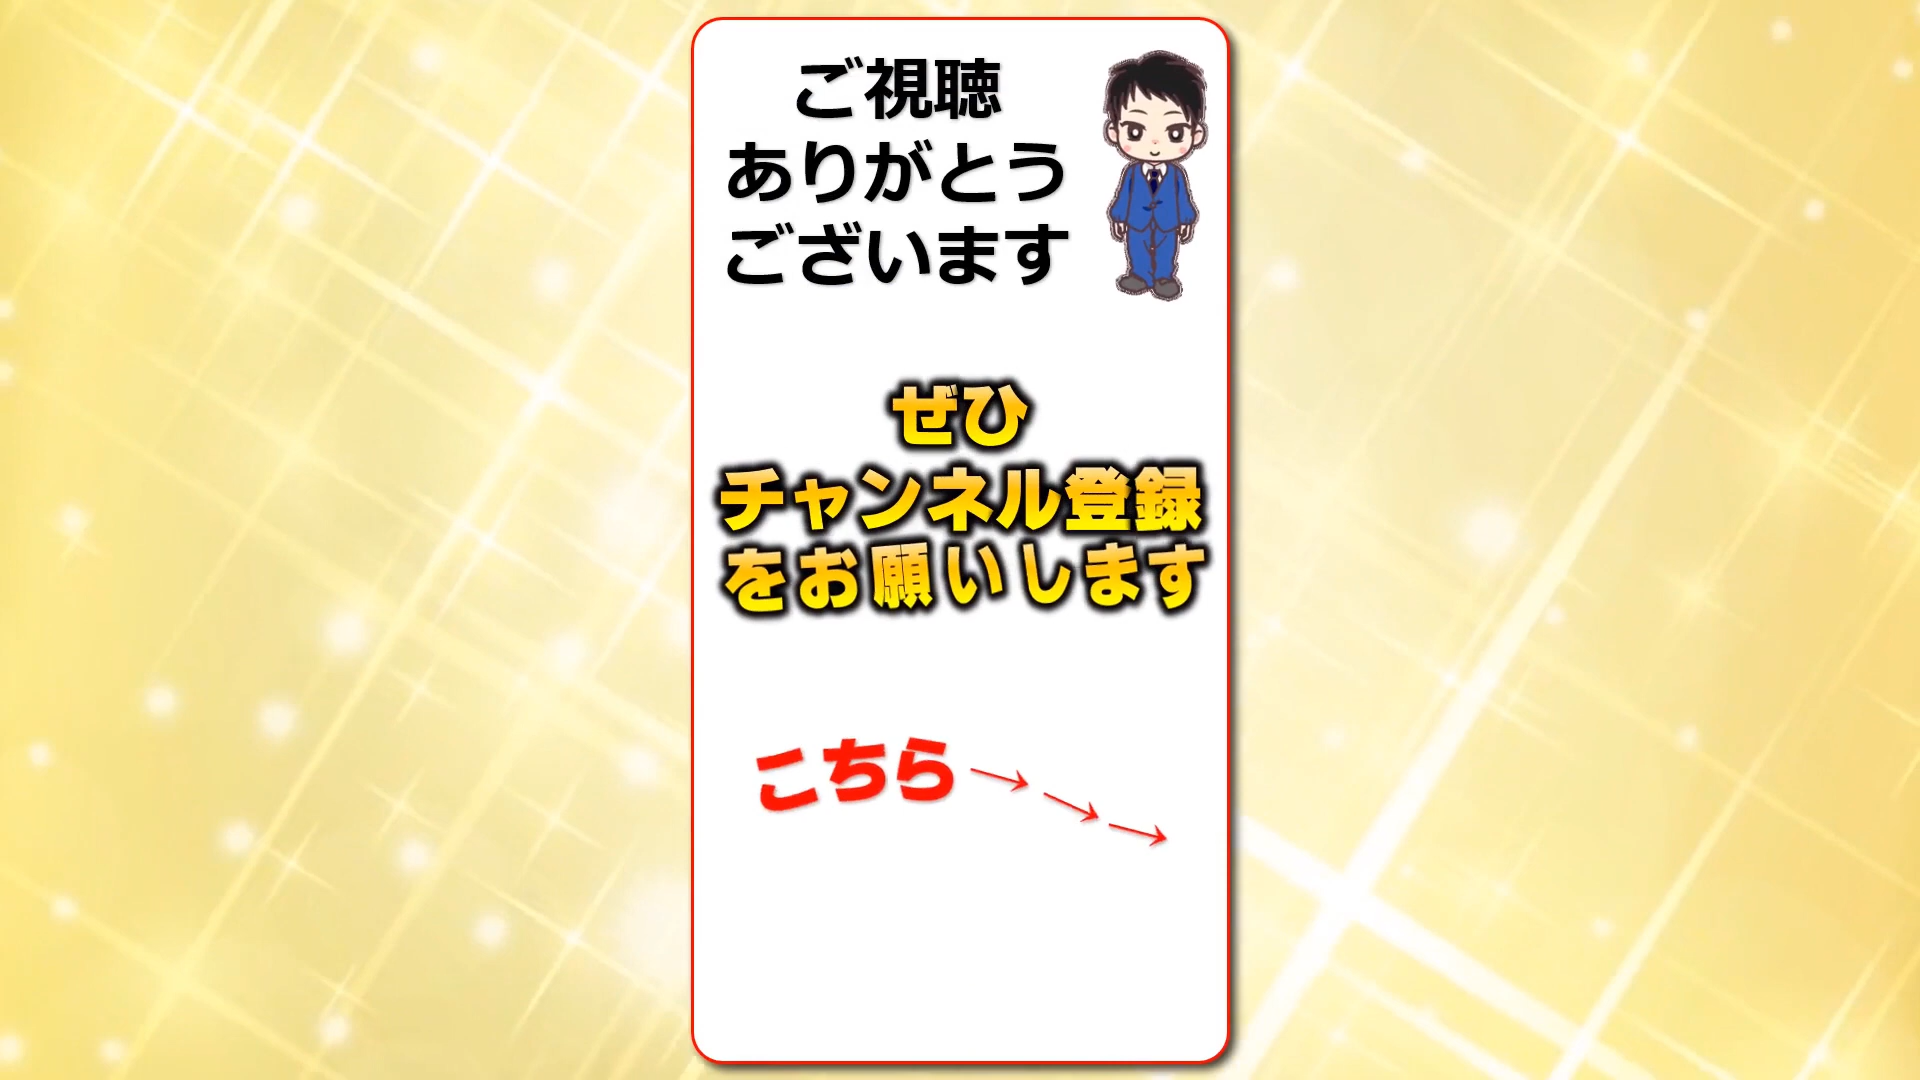 ご視聴
ありがとう
ございます
ぜひ
チャンネル登録
をお願いします
こちら→→→